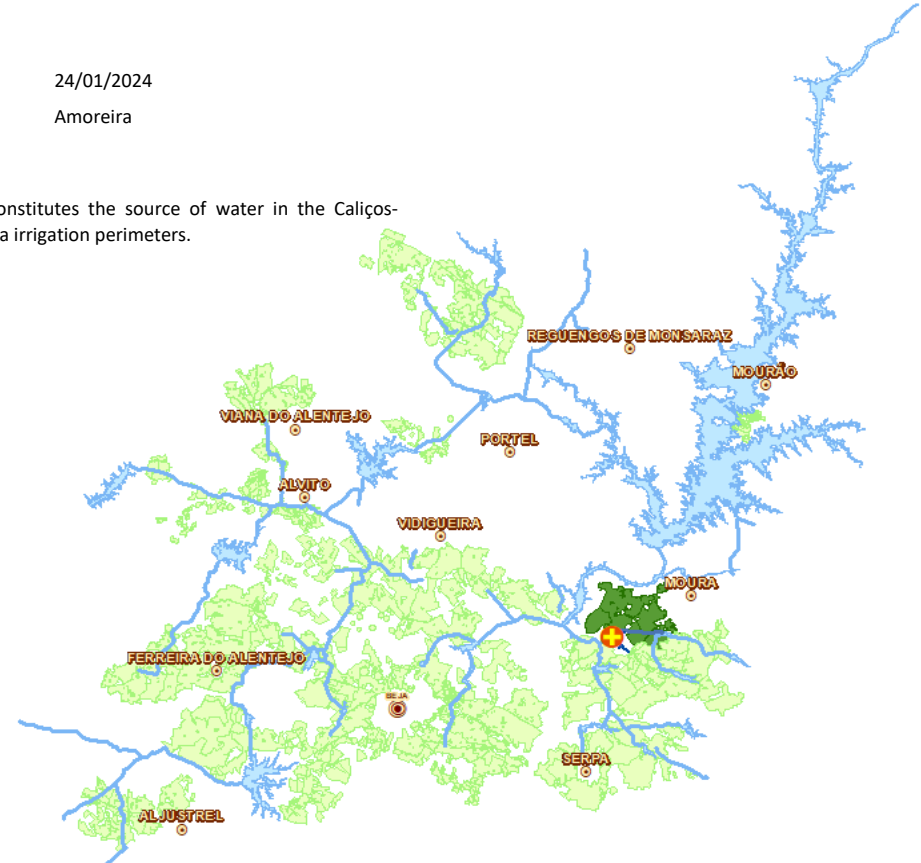 24/01/2024
Amoreira
onstitutes the source of water in the Caliços-
a irrigation perimeters.
REGUENGOS DE MONSARAZ
MOURÃO
VIANA DO ALENTEJO
PORTEL
ALVITO
VIDIGUEIRA
MOURA
FERREIRA DO ALENTEJO
BEJA
SERPA
ALJUSTREL